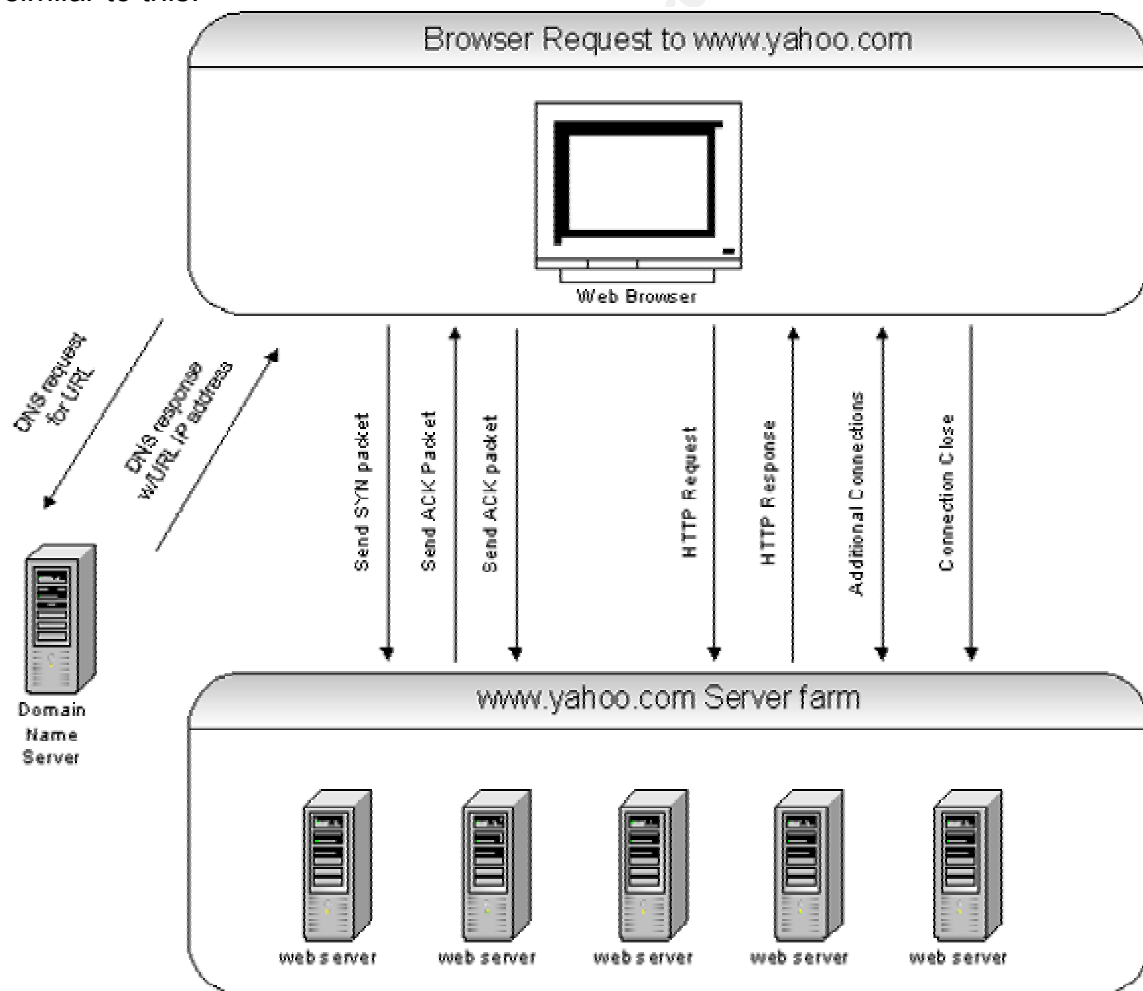 similar to this:
Browser Request to www.yahoo.com
Web Browser
DNS request
for URL
DNS response
w/URL IP address
Send SYN packet
Send ACK Packet
Send ACK packet
HTTP Request
HTTP Response
Additional Connections
Connection Close
Domain
Name
Server
www.yahoo.com Server farm
web server
web server
web server
web server
web server